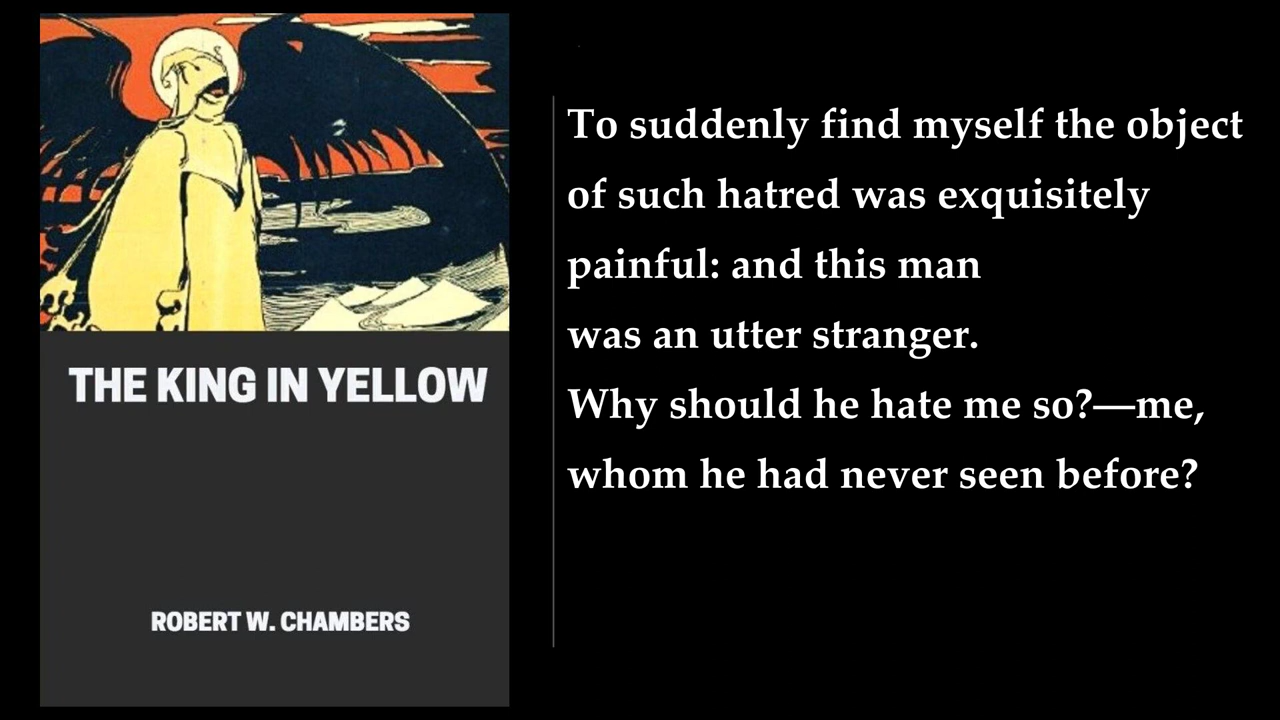 THE KING IN YELLOW
ROBERT W. CHAMBERS
To suddenly find myself the object
of such hatred was exquisitely
painful: and this man
was an utter stranger.
Why should he hate me so?—me,
whom he had never seen before?